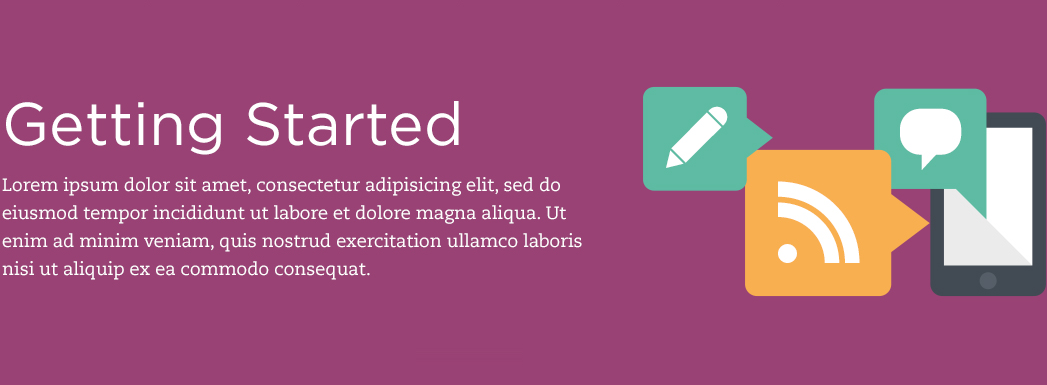 Getting Started
Lorem ipsum dolor sit amet, consectetur adipisicing elit, sed do
eiusmod tempor incididunt ut labore et dolore magna aliqua. Ut
enim ad minim veniam, quis nostrud exercitation ullamco laboris
nisi ut aliquip ex ea commodo consequat.